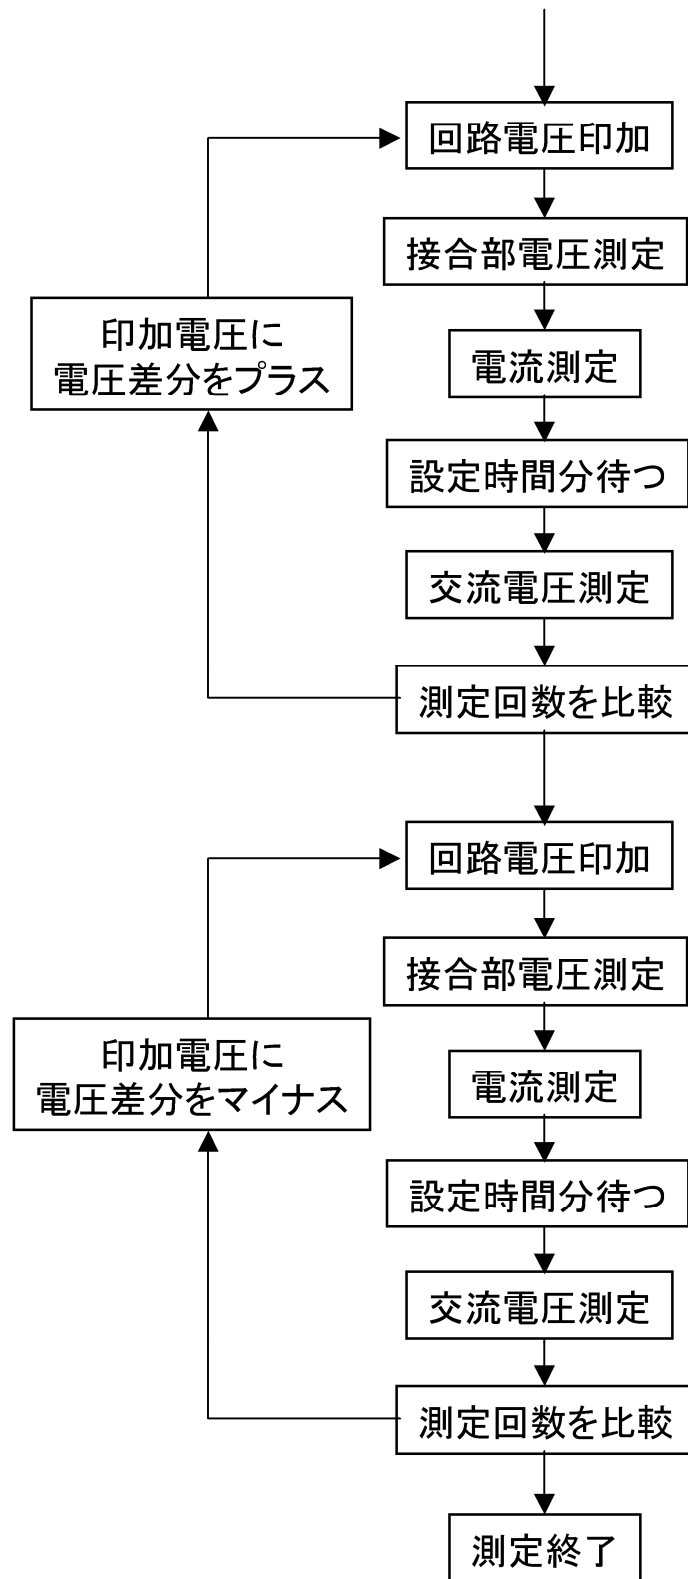 回路電圧印加
接合部電圧測定
印加電圧に
電圧差分をプラス
電流測定
設定時間分待つ
交流電圧測定
測定回数を比較
回路電圧印加
接合部電圧測定
印加電圧に
電圧差分をマイナス
電流測定
設定時間分待つ
交流電圧測定
測定回数を比較
測定終了